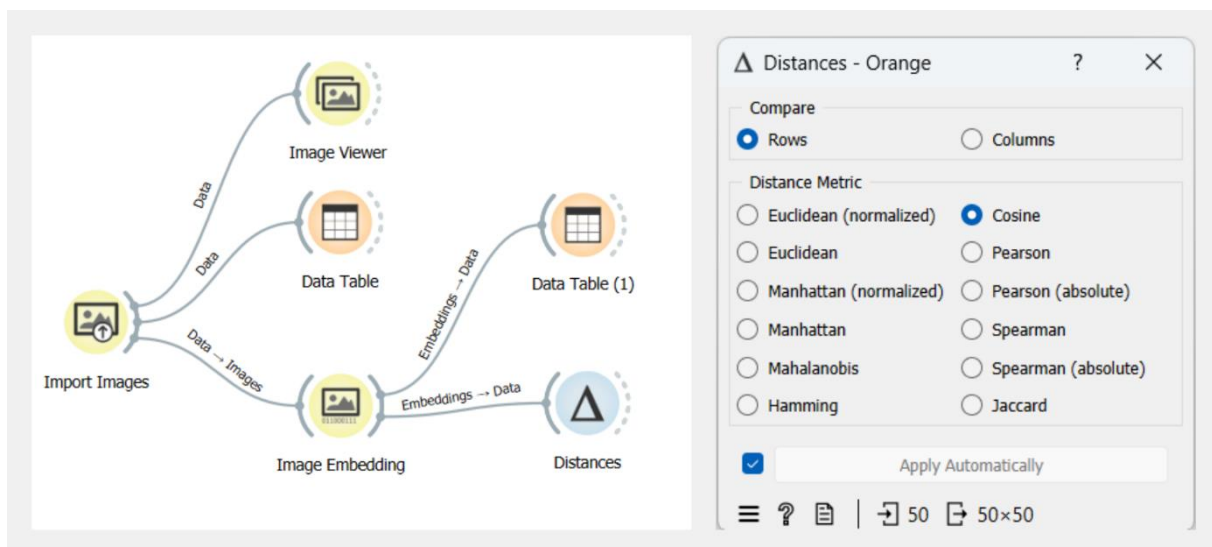 Image Viewer
Data
Data Table
Data
Data Table (1)
Embeddings → Data
Import Images
Data → Images
011000111
Image Embedding
Embeddings → Data
Δ
Distances
Δ Distances - Orange ? ×
Compare
Rows Columns
Distance Metric
Euclidean (normalized) Cosine
Euclidean Pearson
Manhattan (normalized) Pearson (absolute)
Manhattan Spearman
Mahalanobis Spearman (absolute)
Hamming Jaccard
Apply Automatically
? 50 50×50